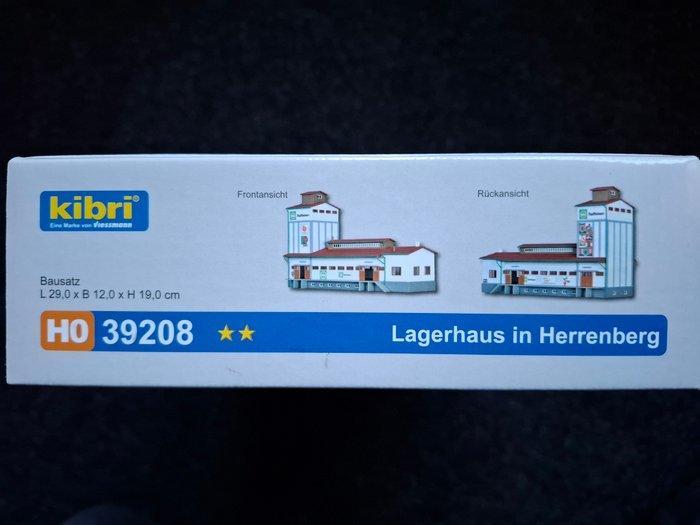 kibri®
Eine Marke von Viessmann
Frontansicht
Rückansicht
Bausatz
L 29,0 x B 12,0 x H 19,0 cm
H0 39208
Lagerhaus in Herrenberg